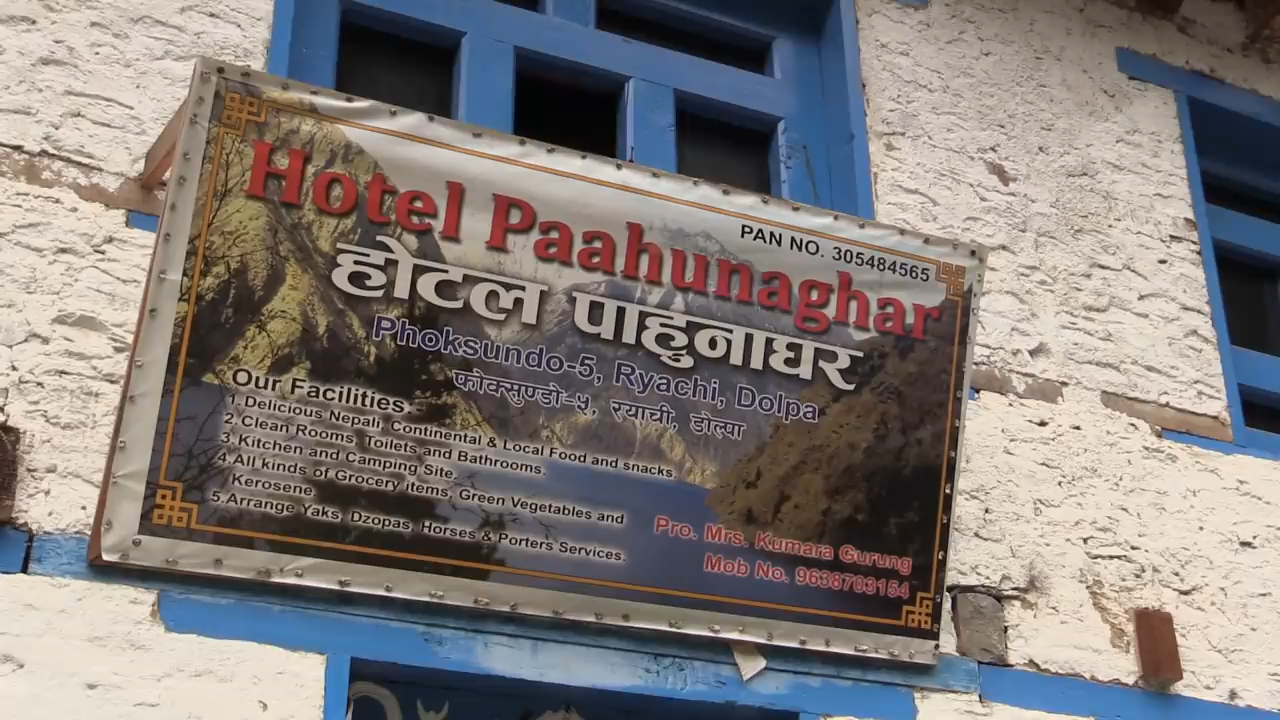 PAN NO. 305484565
Hotel Paahunaghar
होटल पाहुनाघर
Phoksundo-5, Ryachi, Dolpa
फोक्सुण्डो-५, रयाची, डोल्पा
Our Facilities:-
1. Delicious Nepali, Continental & Local Food and snacks.
2. Clean Rooms, Toilets and Bathrooms.
3. Kitchen and Camping Site.
4. All kinds of Grocery items, Green Vegetables and
Kerosene.
5. Arrange Yaks, Dzopas, Horses & Porters Services.
Pro. Mrs. Kumara Gurung
Mob No. 9638703154